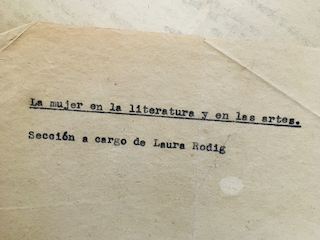 La mujer en la literatura y en las artes.
Sección a cargo de Laura Rodig